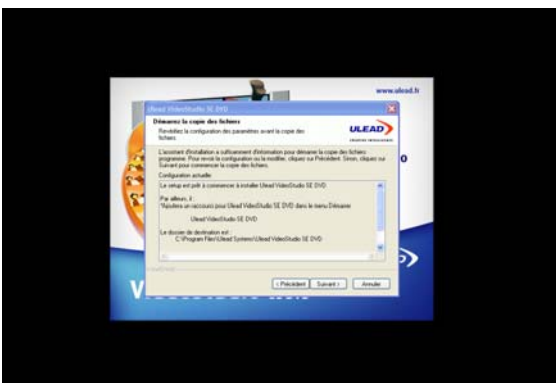 www.ulead.fr
Ulead VideoStudio SE DVD
Démarrez la copie des fichiers
Revérifiez la configuration des paramètres avant la copie des
fichiers.
ULEAD
L'assistant d'installation a suffisamment d'information pour démarrer la copie des fichiers
programme. Pour revoir la configuration ou la modifier, cliquez sur Précédent. Sinon, cliquez sur
Suivant pour commencer la copie des fichiers.
Configuration actuelle:
Le setup est prêt à commencer à installer Ulead VideoStudio SE DVD
Par ailleurs, il :
*Ajoutera un raccourci pour Ulead VideoStudio SE DVD dans le menu Démarrer
Ulead VideoStudio SE DVD
Le dossier de destination est :
C:\Program Files\Ulead Systems\Ulead VideoStudio SE DVD
< Précédent
Suivant >
Annuler